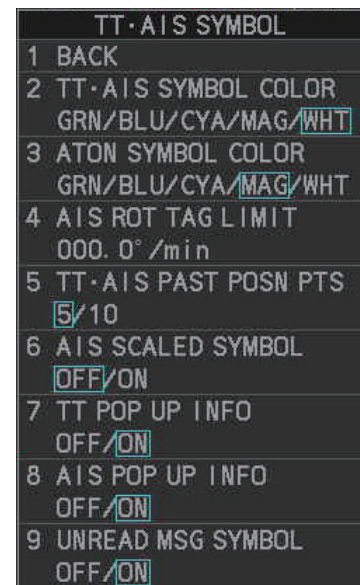 TT·AIS SYMBOL
1 BACK
2 TT·AIS SYMBOL COLOR
GRN/BLU/CYA/MAG/WHT
3 ATON SYMBOL COLOR
GRN/BLU/CYA/MAG/WHT
4 AIS ROT TAG LIMIT
000.0°/min
5 TT·AIS PAST POSN PTS
5/10
6 AIS SCALED SYMBOL
OFF/ON
7 TT POP UP INFO
OFF/ON
8 AIS POP UP INFO
OFF/ON
9 UNREAD MSG SYMBOL
OFF/ON